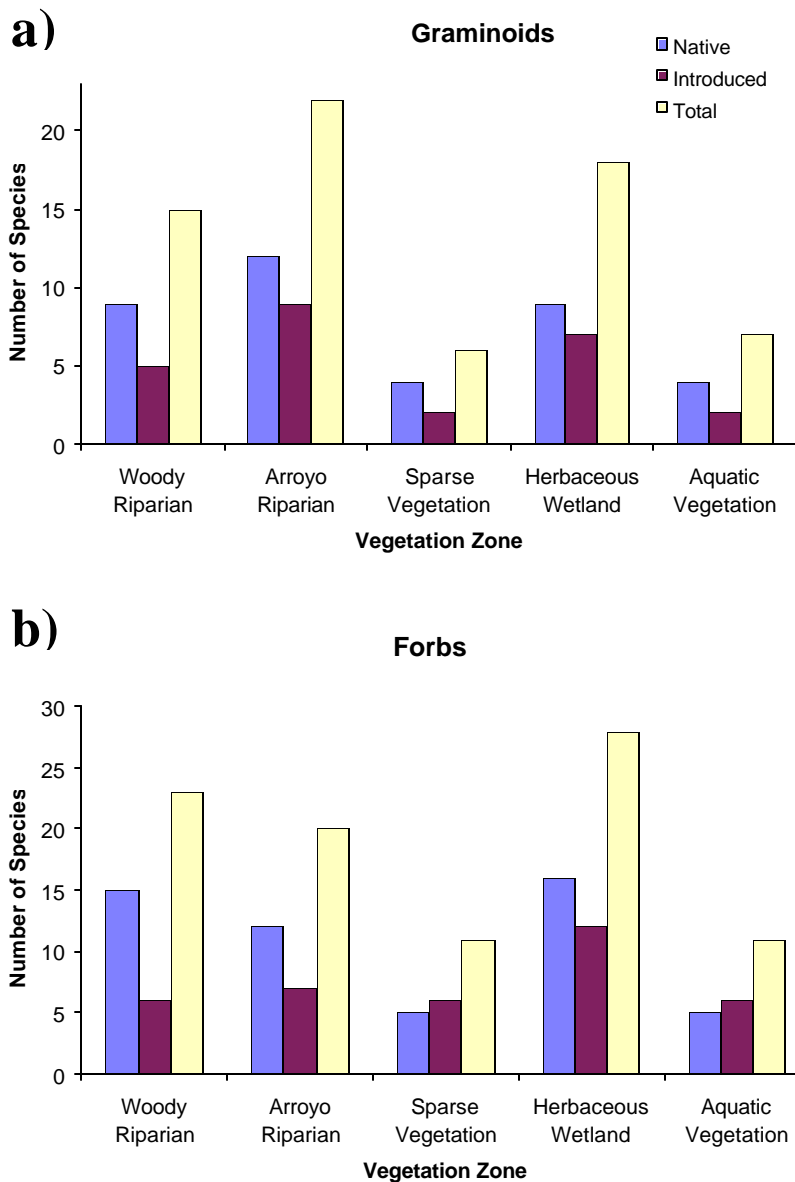 a)
Graminoids
Native
Introduced
Total
Number of Species
20
15
10
5
0
Woody Riparian
Arroyo Riparian
Sparse Vegetation
Herbaceous Wetland
Aquatic Vegetation
Vegetation Zone
b)
Forbs
Number of Species
30
25
20
15
10
5
0
Woody Riparian
Arroyo Riparian
Sparse Vegetation
Herbaceous Wetland
Aquatic Vegetation
Vegetation Zone